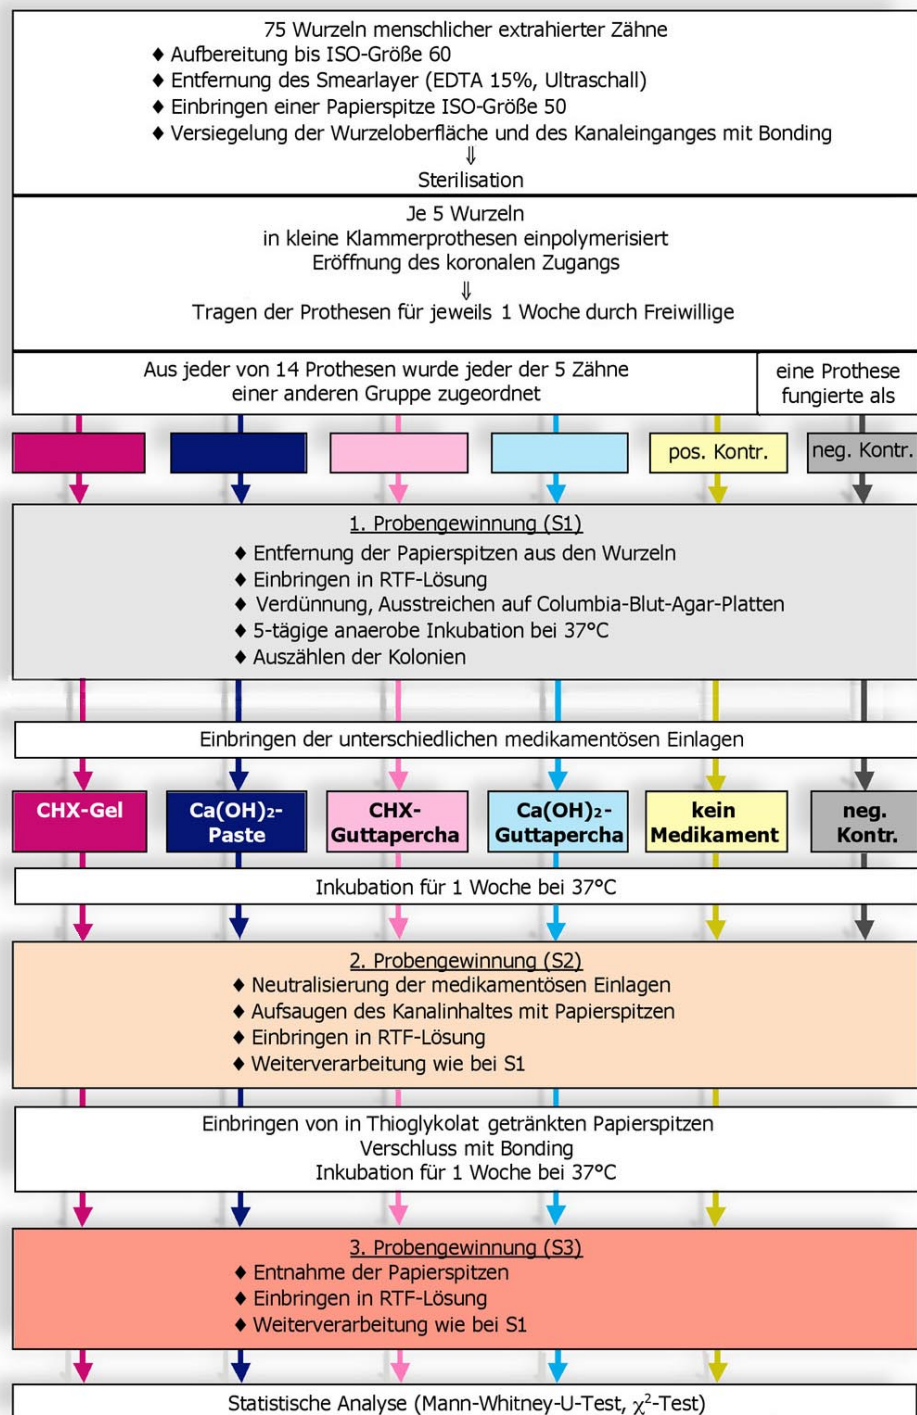 75 Wurzeln menschlicher extrahierter Zähne
♦ Aufbereitung bis ISO-Größe 60
♦ Entfernung des Smearlayer (EDTA 15%, Ultraschall)
♦ Einbringen einer Papierspitze ISO-Größe 50
♦ Versiegelung der Wurzeloberfläche und des Kanaleinganges mit Bonding
⇓
Sterilisation
Je 5 Wurzeln
in kleine Klammerprothesen einpolymerisiert
Eröffnung des koronalen Zugangs
⇓
Tragen der Prothesen für jeweils 1 Woche durch Freiwillige
Aus jeder von 14 Prothesen wurde jeder der 5 Zähne
einer anderen Gruppe zugeordnet
eine Prothese
fungierte als
pos. Kontr.
neg. Kontr.
1. Probengewinnung (S1)
♦ Entfernung der Papierspitzen aus den Wurzeln
♦ Einbringen in RTF-Lösung
♦ Verdünnung, Ausstreichen auf Columbia-Blut-Agar-Platten
♦ 5-tägige anaerobe Inkubation bei 37°C
♦ Auszählen der Kolonien
Einbringen der unterschiedlichen medikamentösen Einlagen
CHX-Gel
Ca(OH)₂-
Paste
CHX-
Guttapercha
Ca(OH)₂-
Guttapercha
kein
Medikament
neg.
Kontr.
Inkubation für 1 Woche bei 37°C
2. Probengewinnung (S2)
♦ Neutralisierung der medikamentösen Einlagen
♦ Aufsaugen des Kanalinhaltes mit Papierspitzen
♦ Einbringen in RTF-Lösung
♦ Weiterverarbeitung wie bei S1
Einbringen von in Thioglykolat getränkten Papierspitzen
Verschluss mit Bonding
Inkubation für 1 Woche bei 37°C
3. Probengewinnung (S3)
♦ Entnahme der Papierspitzen
♦ Einbringen in RTF-Lösung
♦ Weiterverarbeitung wie bei S1
Statistische Analyse (Mann-Whitney-U-Test, χ²-Test)